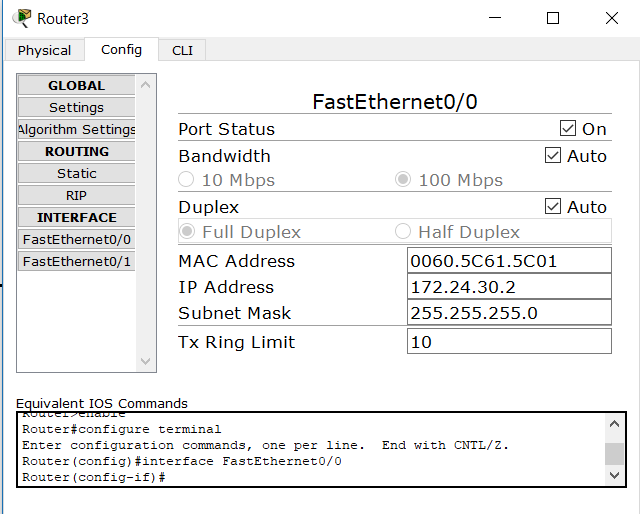 Router3
Physical Config CLI
GLOBAL
Settings
Algorithm Settings
ROUTING
Static
RIP
INTERFACE
FastEthernet0/0
FastEthernet0/1
FastEthernet0/0
Port Status On
Bandwidth Auto
10 Mbps 100 Mbps
Duplex Auto
Full Duplex Half Duplex
MAC Address 0060.5C61.5C01
IP Address 172.24.30.2
Subnet Mask 255.255.255.0
Tx Ring Limit 10
Equivalent IOS Commands
Router>enable
Router#configure terminal
Enter configuration commands, one per line.  End with CNTL/Z.
Router(config)#interface FastEthernet0/0
Router(config-if)#